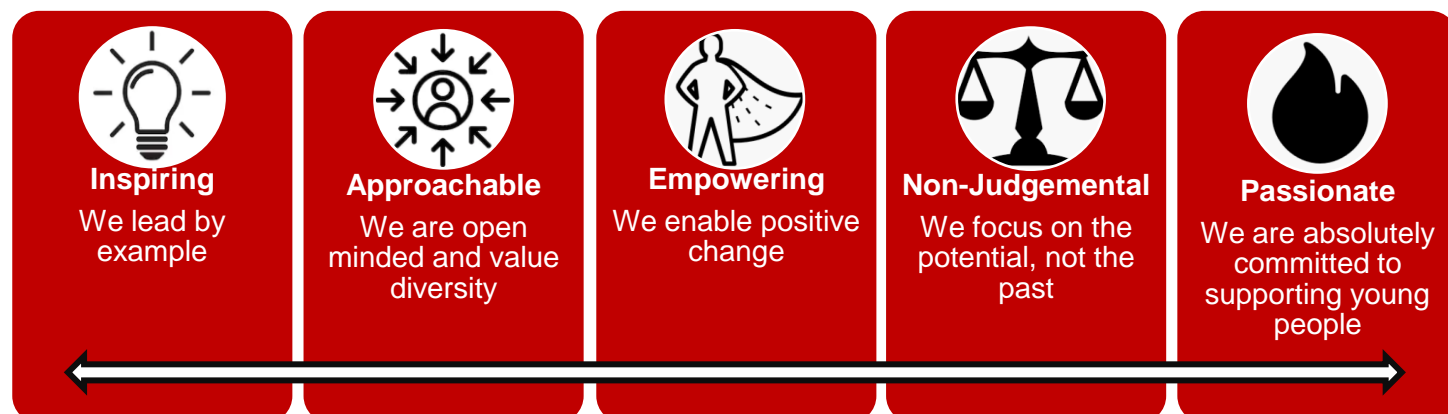 Inspiring
We lead by
example
Approachable
We are open
minded and value
diversity
Empowering
We enable positive
change
Non-Judgemental
We focus on the
potential, not the
past
Passionate
We are absolutely
committed to
supporting young
people